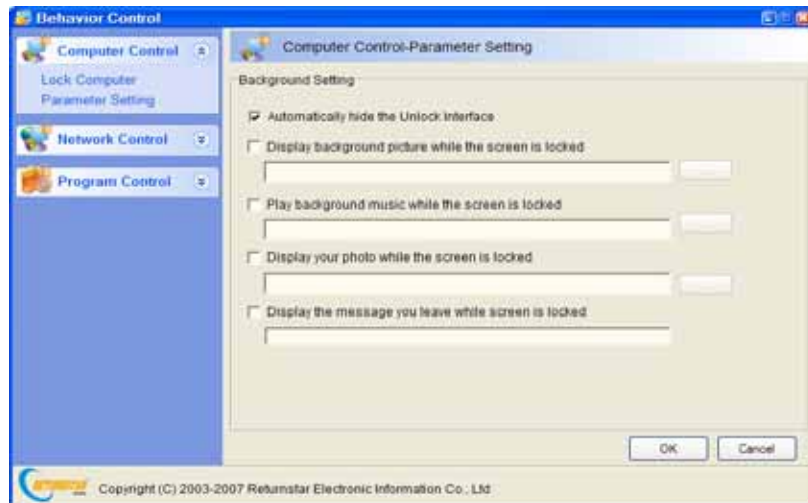 Behavior Control
Computer Control
Lock Computer
Parameter Setting
Network Control
Program Control
Computer Control-Parameter Setting
Background Setting
Automatically hide the Unlock Interface
Display background picture while the screen is locked
Play background music while the screen is locked
Display your photo while the screen is locked
Display the message you leave while screen is locked
OK
Cancel
Copyright (C) 2003-2007 Returnstar Electronic Information Co., Ltd